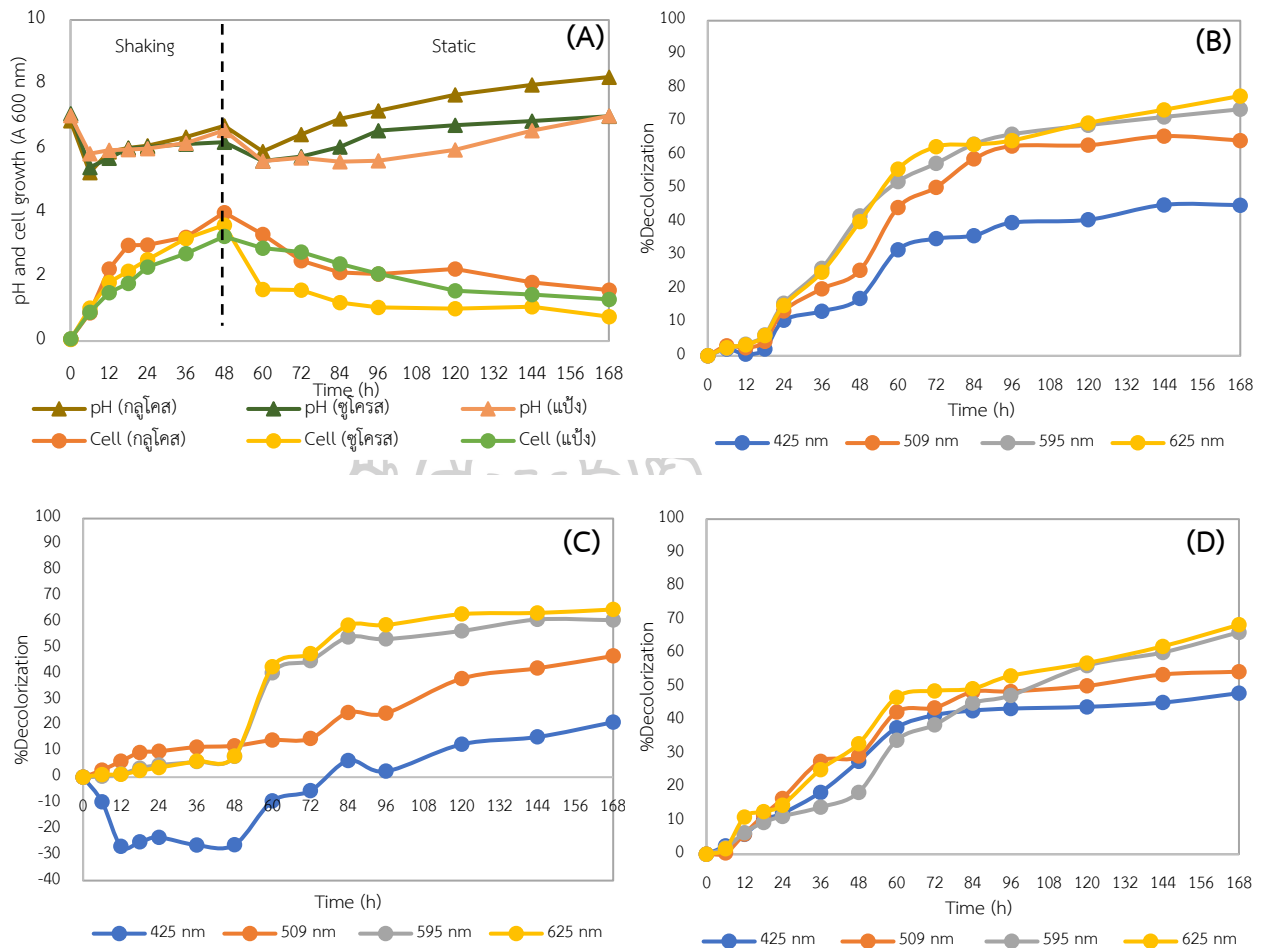 (A)
Shaking
Static
pH and cell growth (A 600 nm)
10
8
6
4
2
0
0 12 24 36 48 60 72 84 96 108 120 132 144 156 168
Time (h)
pH (กลูโคส) pH (ซูโครส) pH (แป้ง)
Cell (กลูโคส) Cell (ซูโครส) Cell (แป้ง)
(B)
%Decolorization
100
90
80
70
60
50
40
30
20
10
0
0 12 24 36 48 60 72 84 96 108 120 132 144 156 168
Time (h)
425 nm 509 nm 595 nm 625 nm
(C)
%Decolorization
100
90
80
70
60
50
40
30
20
10
0
-10
-20
-30
-40
0 12 24 36 48 60 72 84 96 108 120 132 144 156 168
Time (h)
425 nm 509 nm 595 nm 625 nm
(D)
%Decolorization
100
90
80
70
60
50
40
30
20
10
0
0 12 24 36 48 60 72 84 96 108 120 132 144 156 168
Time (h)
425 nm 509 nm 595 nm 625 nm